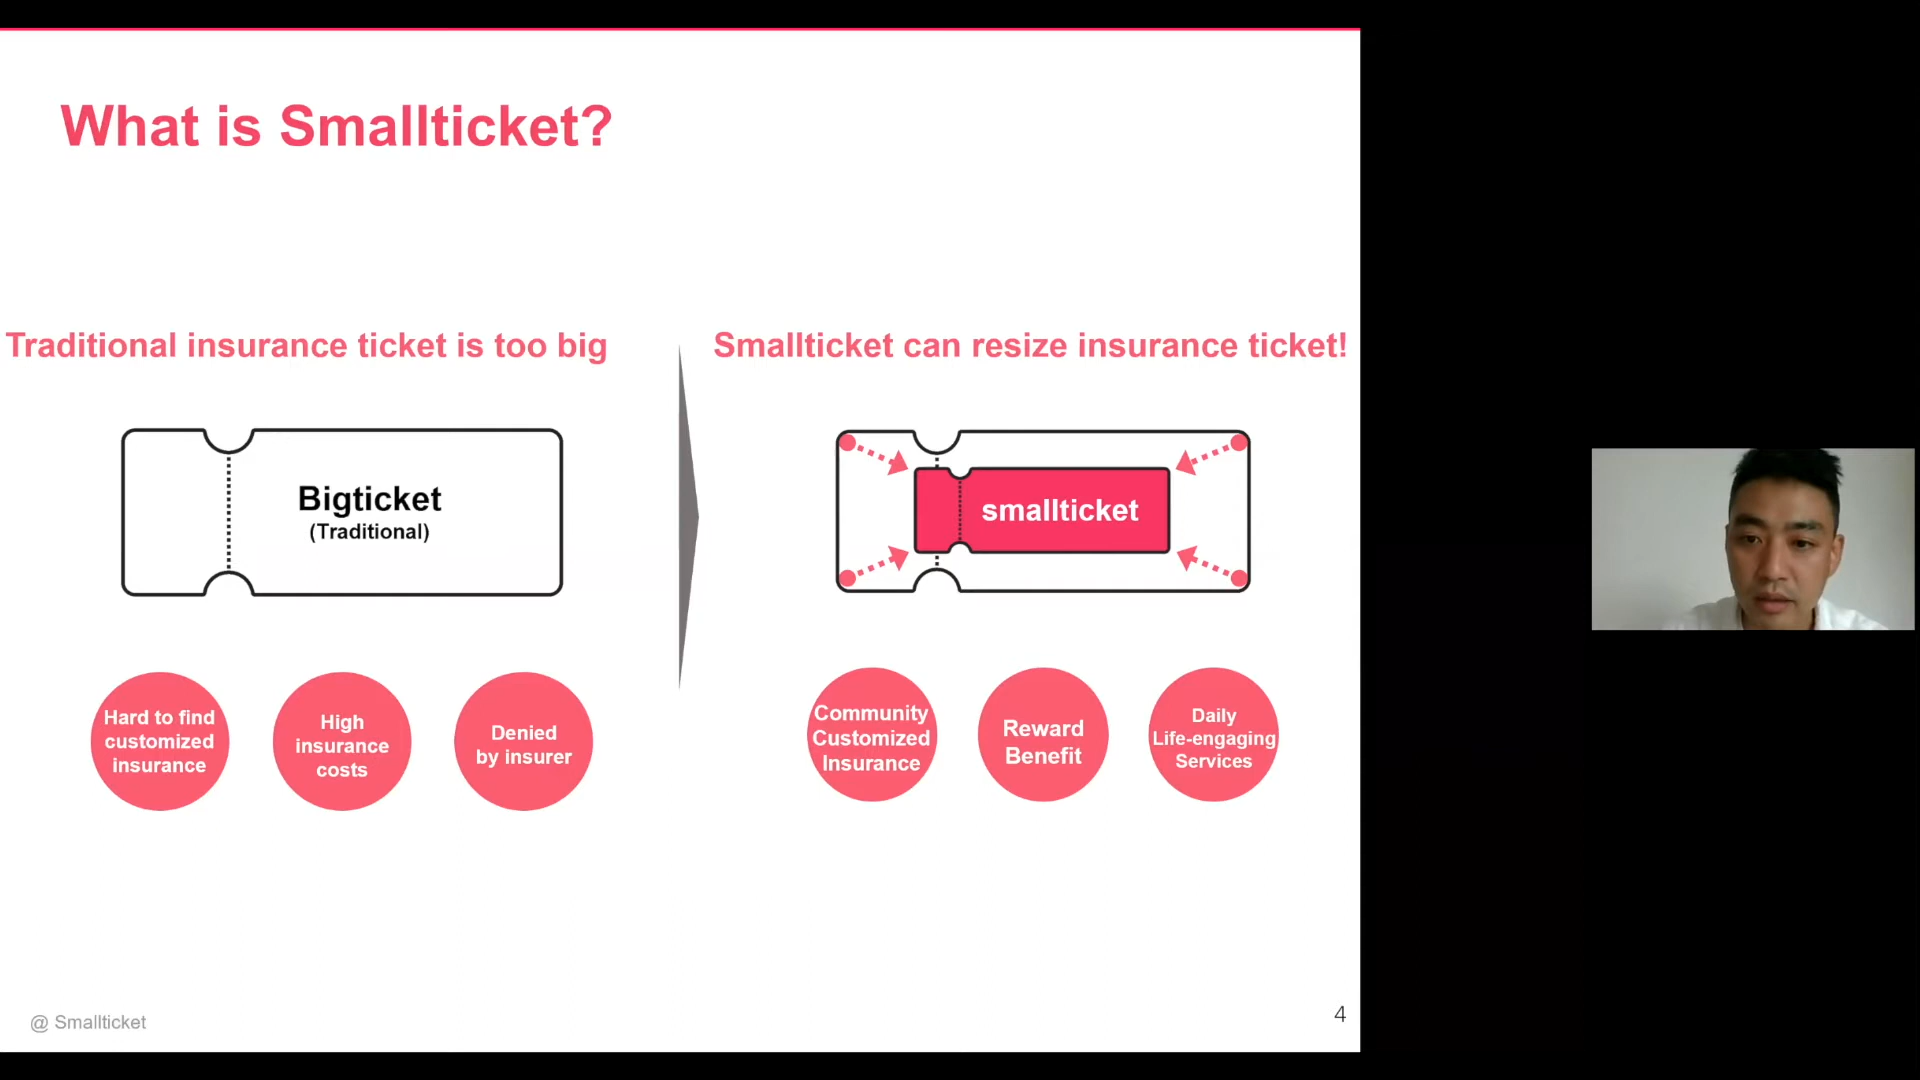 What is Smallticket?
Traditional insurance ticket is too big
Bigticket
(Traditional)
Hard to find
customized
insurance
High
insurance
costs
Denied
by insurer
Smallticket can resize insurance ticket!
smallticket
Community
Customized
Insurance
Reward
Benefit
Daily
Life-engaging
Services
@ Smallticket
4